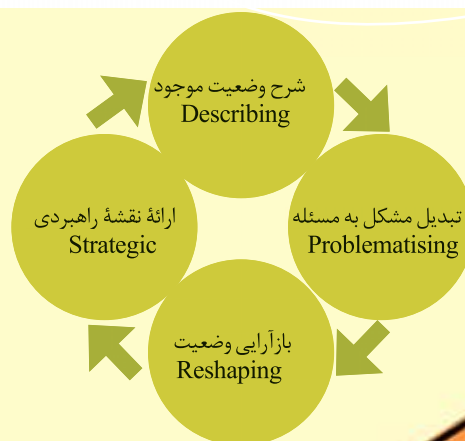 شرح وضعیت موجود
Describing
تبدیل مشکل به مسئله
Problematising
بازآرایی وضعیت
Reshaping
ارائهٔ نقشهٔ راهبردی
Strategic